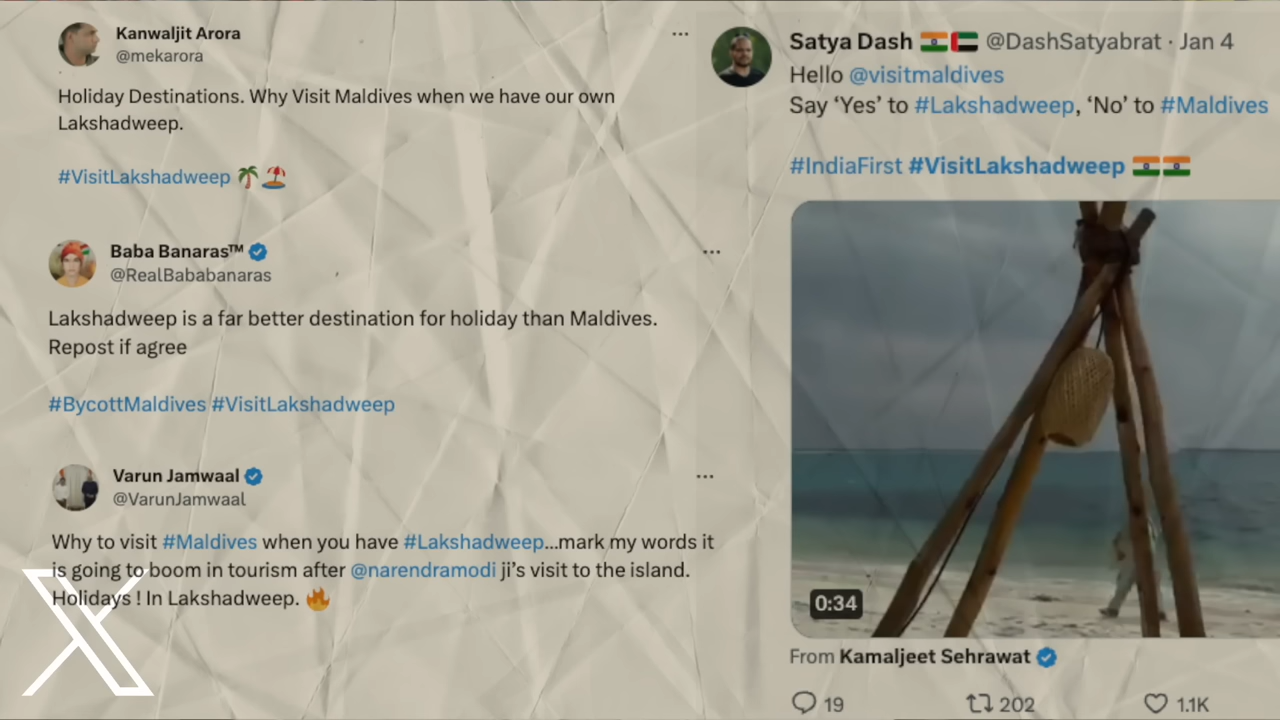 Kanwaljit Arora
@mekarora
Holiday Destinations. Why Visit Maldives when we have our own
Lakshadweep.
#VisitLakshadweep 🌴🏖️
Baba Banaras™
@RealBababanaras
Lakshadweep is a far better destination for holiday than Maldives.
Repost if agree
#BycottMaldives #VisitLakshadweep
Varun Jamwaal
@VarunJamwaal
Why to visit #Maldives when you have #Lakshadweep...mark my words it
is going to boom in tourism after @narendramodi ji's visit to the island.
Holidays ! In Lakshadweep. 🔥
X
Satya Dash 🇮🇳🇦🇪 @DashSatyabrat · Jan 4
Hello @visitmaldives
Say ‘Yes’ to #Lakshadweep, ‘No’ to #Maldives
#IndiaFirst #VisitLakshadweep 🇮🇳🇮🇳
0:34
From Kamaljeet Sehrawat
19 202 1.1K